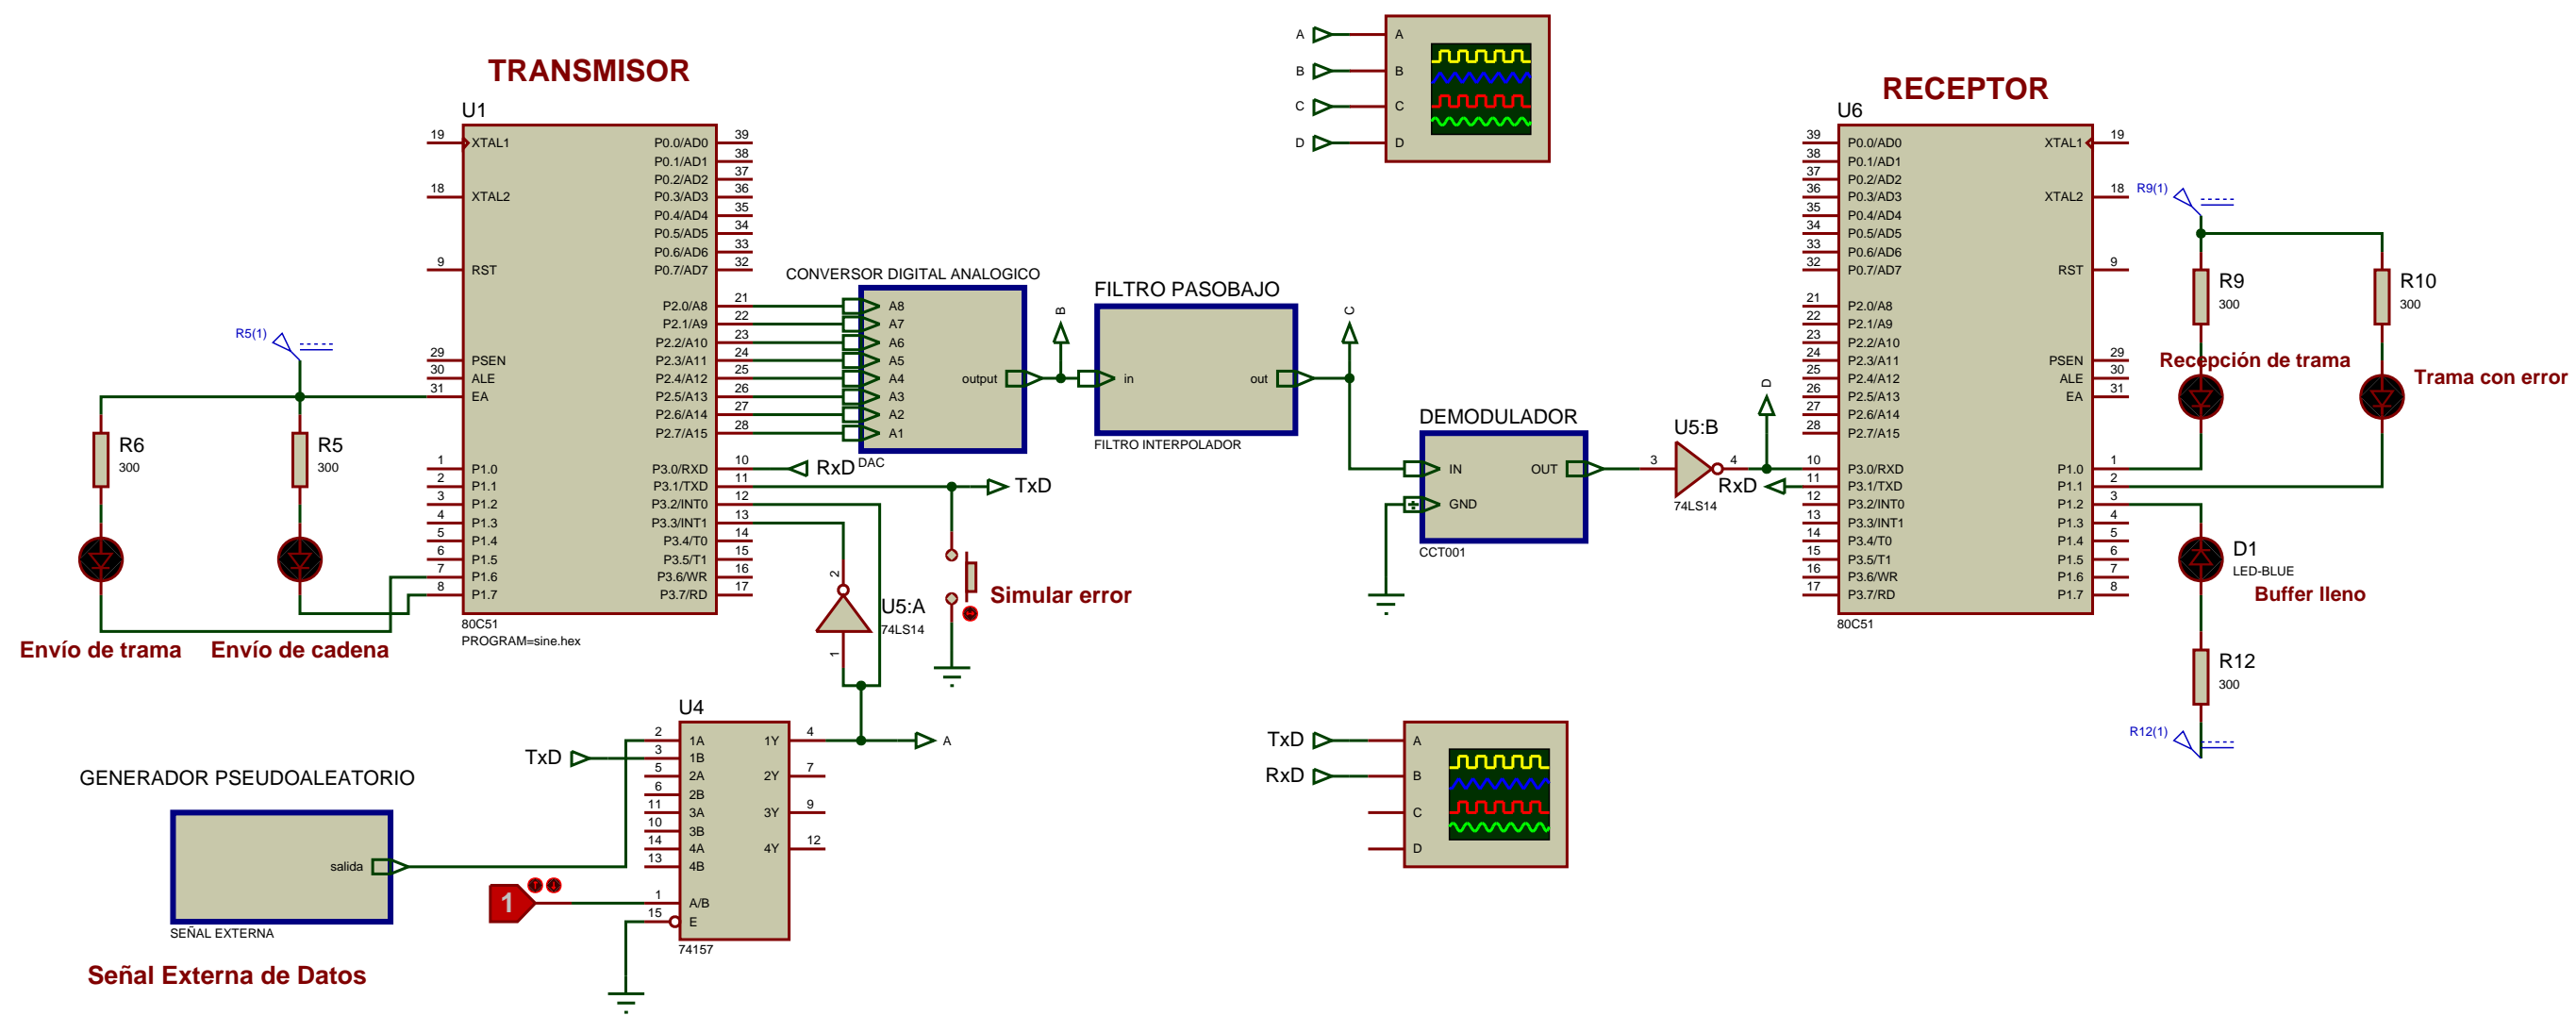 TRANSMISOR
U1
19 XTAL1
18 XTAL2
9 RST
29 PSEN
30 ALE
31 EA
1 P1.0
2 P1.1
3 P1.2
4 P1.3
5 P1.4
6 P1.5
7 P1.6
8 P1.7
P0.0/AD0 39
P0.1/AD1 38
P0.2/AD2 37
P0.3/AD3 36
P0.4/AD4 35
P0.5/AD5 34
P0.6/AD6 33
P0.7/AD7 32
P2.0/A8 21
P2.1/A9 22
P2.2/A10 23
P2.3/A11 24
P2.4/A12 25
P2.5/A13 26
P2.6/A14 27
P2.7/A15 28
P3.0/RXD 10
P3.1/TXD 11
P3.2/INT0 12
P3.3/INT1 13
P3.4/T0 14
P3.5/T1 15
P3.6/WR 16
P3.7/RD 17
80C51
PROGRAM=sine.hex
R5(1)
R6
300
R5
300
Envío de trama
Envío de cadena
CONVERSOR DIGITAL ANALOGICO
A8
A7
A6
A5
A4
A3
A2
A1
output
DAC
B
FILTRO PASOBAJO
in
out
FILTRO INTERPOLADOR
C
RxD
TxD
Simular error
2
U5:A
74LS14
1
U4
2 1A
3 1B
5 2A
6 2B
11 3A
10 3B
14 4A
13 4B
1 A/B
15 E
1Y 4
2Y 7
3Y 9
4Y 12
74157
A
TxD
GENERADOR PSEUDOALEATORIO
salida
SEÑAL EXTERNA
1
Señal Externa de Datos
A A
B B
C C
D D
DEMODULADOR
IN
OUT
GND
CCT001
U5:B
3
4
74LS14
D
RxD
TxD A
RxD B
C
D
RECEPTOR
U6
39 P0.0/AD0
38 P0.1/AD1
37 P0.2/AD2
36 P0.3/AD3
35 P0.4/AD4
34 P0.5/AD5
33 P0.6/AD6
32 P0.7/AD7
21 P2.0/A8
22 P2.1/A9
23 P2.2/A10
24 P2.3/A11
25 P2.4/A12
26 P2.5/A13
27 P2.6/A14
28 P2.7/A15
10 P3.0/RXD
11 P3.1/TXD
12 P3.2/INT0
13 P3.3/INT1
14 P3.4/T0
15 P3.5/T1
16 P3.6/WR
17 P3.7/RD
XTAL1 19
XTAL2 18
RST 9
PSEN 29
ALE 30
EA 31
P1.0 1
P1.1 2
P1.2 3
P1.3 4
P1.4 5
P1.5 6
P1.6 7
P1.7 8
80C51
R9(1)
R9
300
R10
300
Recepción de trama
Trama con error
D1
LED-BLUE
Buffer lleno
R12
300
R12(1)